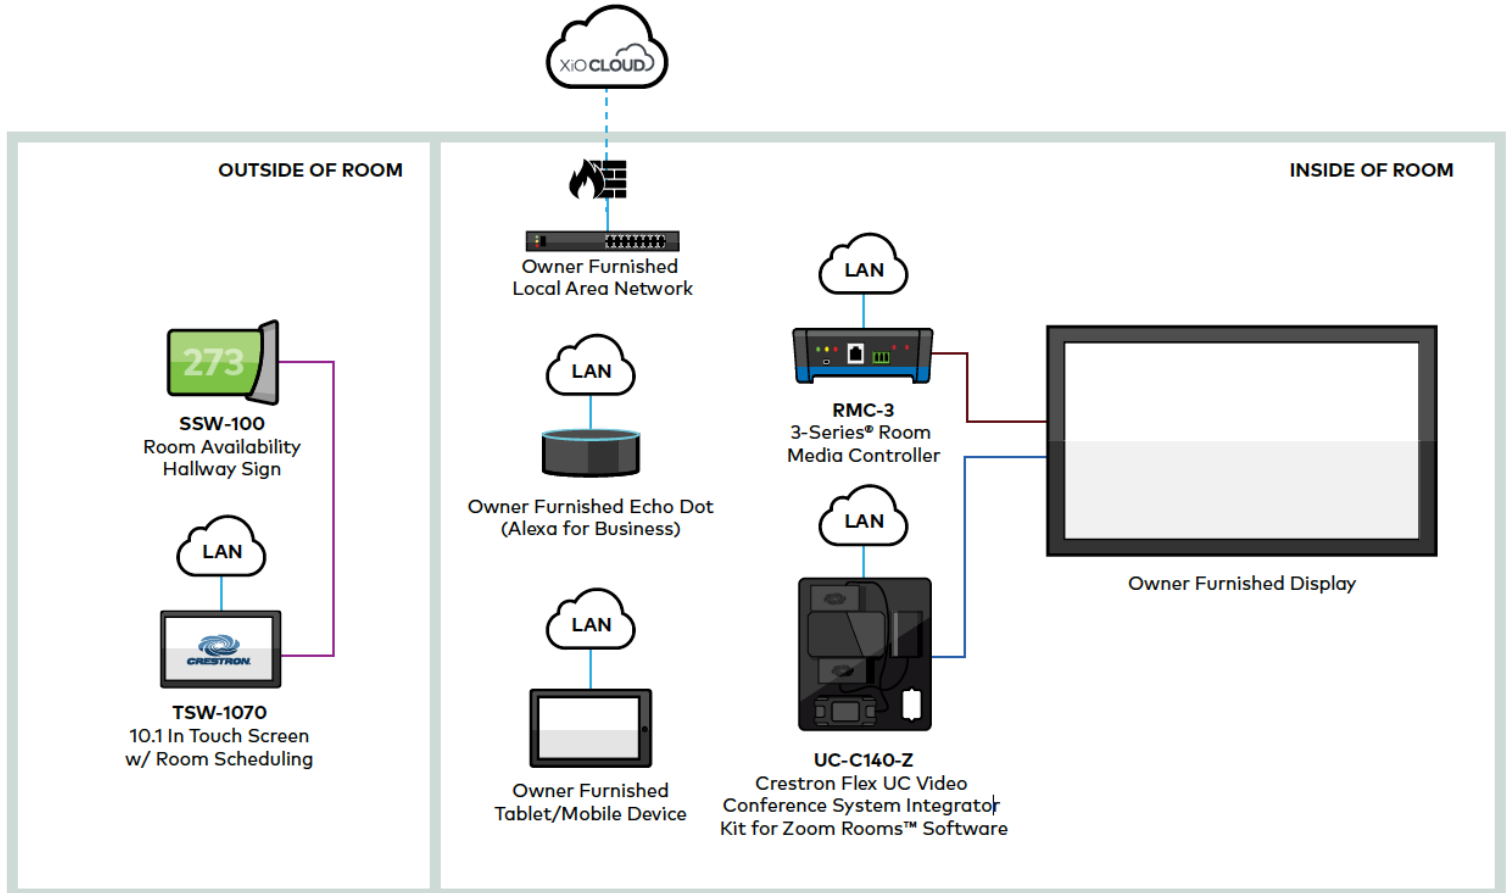 XiO CLOUD
OUTSIDE OF ROOM
INSIDE OF ROOM
Owner Furnished
Local Area Network
273
SSW-100
Room Availability
Hallway Sign
LAN
CRESTRON
TSW-1070
10.1 In Touch Screen
w/ Room Scheduling
LAN
Owner Furnished Echo Dot
(Alexa for Business)
LAN
Owner Furnished
Tablet/Mobile Device
LAN
RMC-3
3-Series® Room
Media Controller
LAN
UC-C140-Z
Crestron Flex UC Video
Conference System Integrator
Kit for Zoom Rooms™ Software
Owner Furnished Display